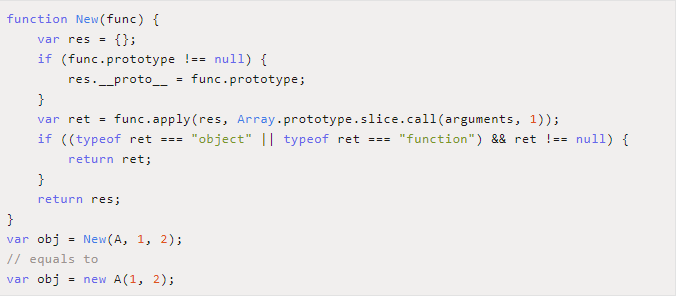 function New(func) {
    var res = {};
    if (func.prototype !== null) {
        res.__proto__ = func.prototype;
    }
    var ret = func.apply(res, Array.prototype.slice.call(arguments, 1));
    if ((typeof ret === "object" || typeof ret === "function") && ret !== null) {
        return ret;
    }
    return res;
}
var obj = New(A, 1, 2);
// equals to
var obj = new A(1, 2);